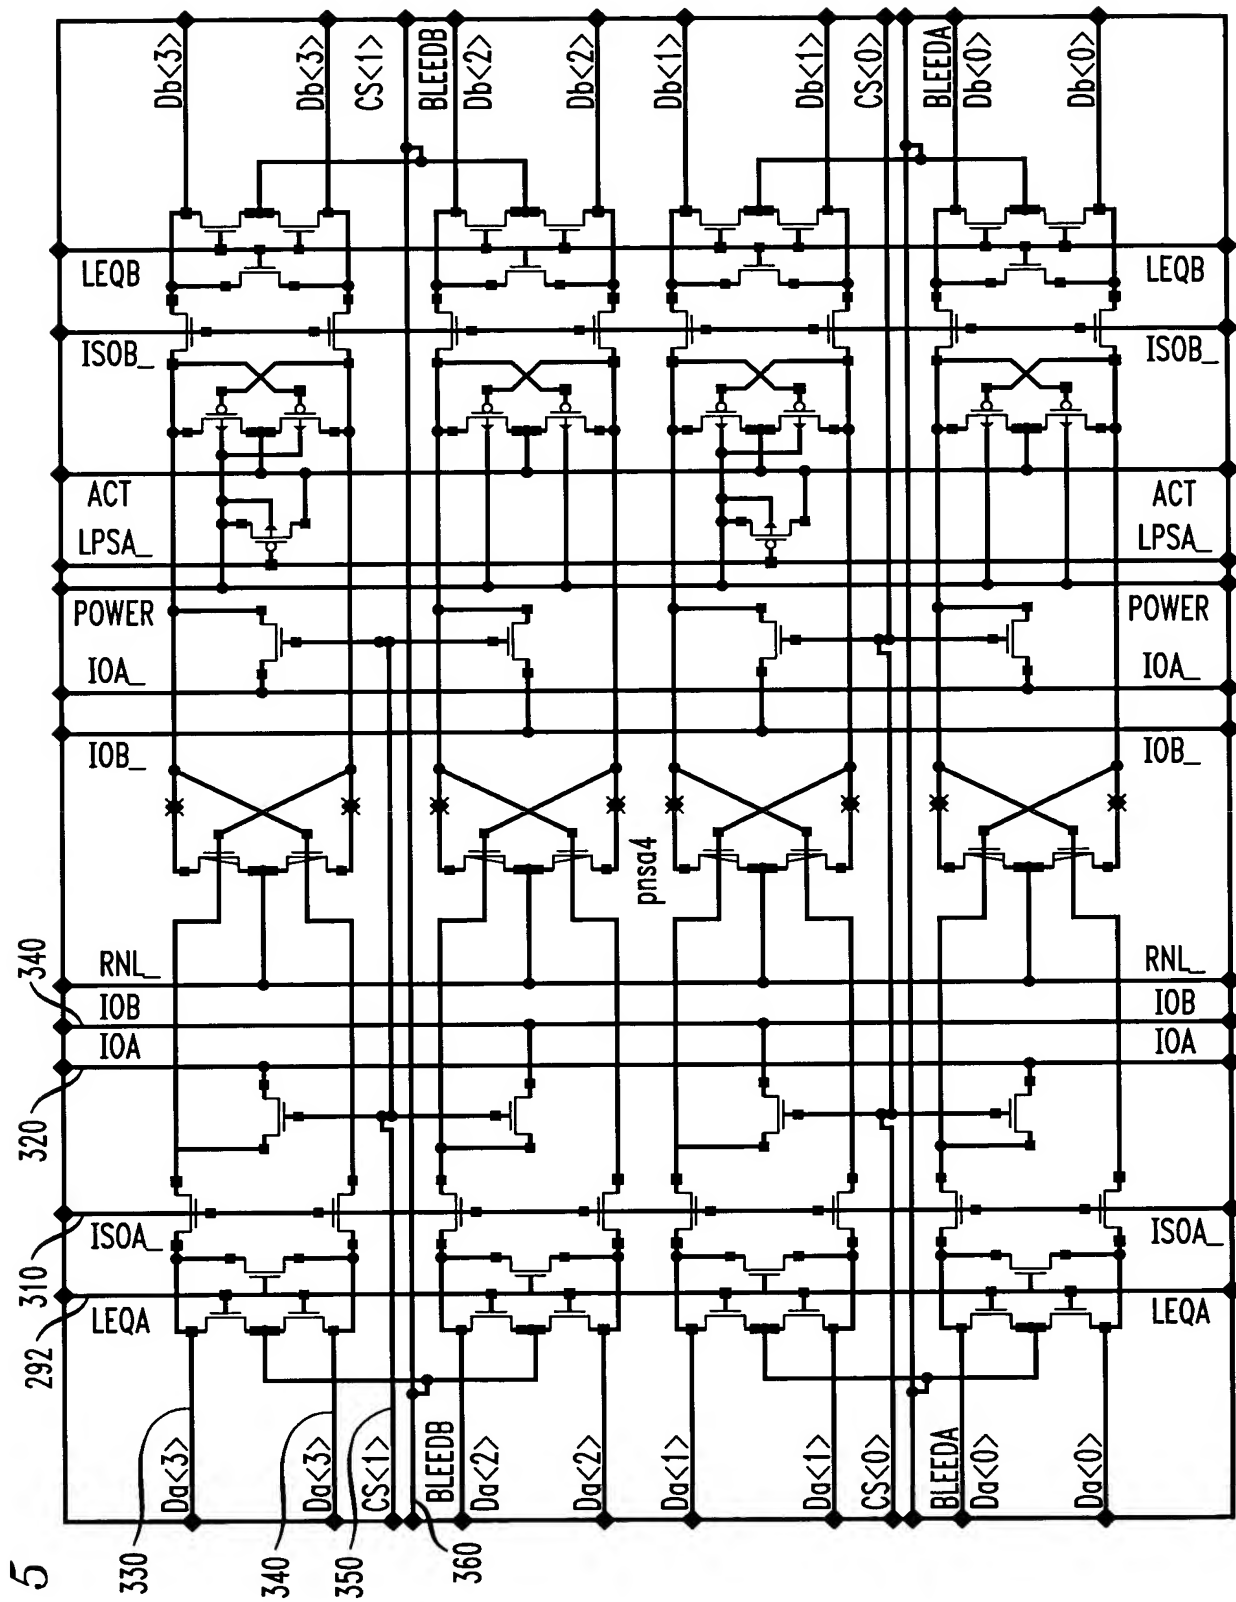 Db<3>
Db<3>
CS<1>
BLEEDB
Db<2>
Db<2>
Db<1>
Db<1>
CS<0>
BLEEDA
Db<0>
Db<0>
LEQB
LEQB
ISOB_
ISOB_
ACT
ACT
LPSA_
LPSA_
POWER
POWER
IOA_
IOA_
IOB_
IOB_
pnsa4
340
RNL_
RNL_
IOB
IOB
IOA
IOA
320
ISOA_
ISOA_
310
LEQA
LEQA
292
Da<3>
Da<3>
CS<1>
BLEEDB
Da<2>
Da<2>
Da<1>
Da<1>
CS<0>
BLEEDA
Da<0>
Da<0>
330
340
350
360
5